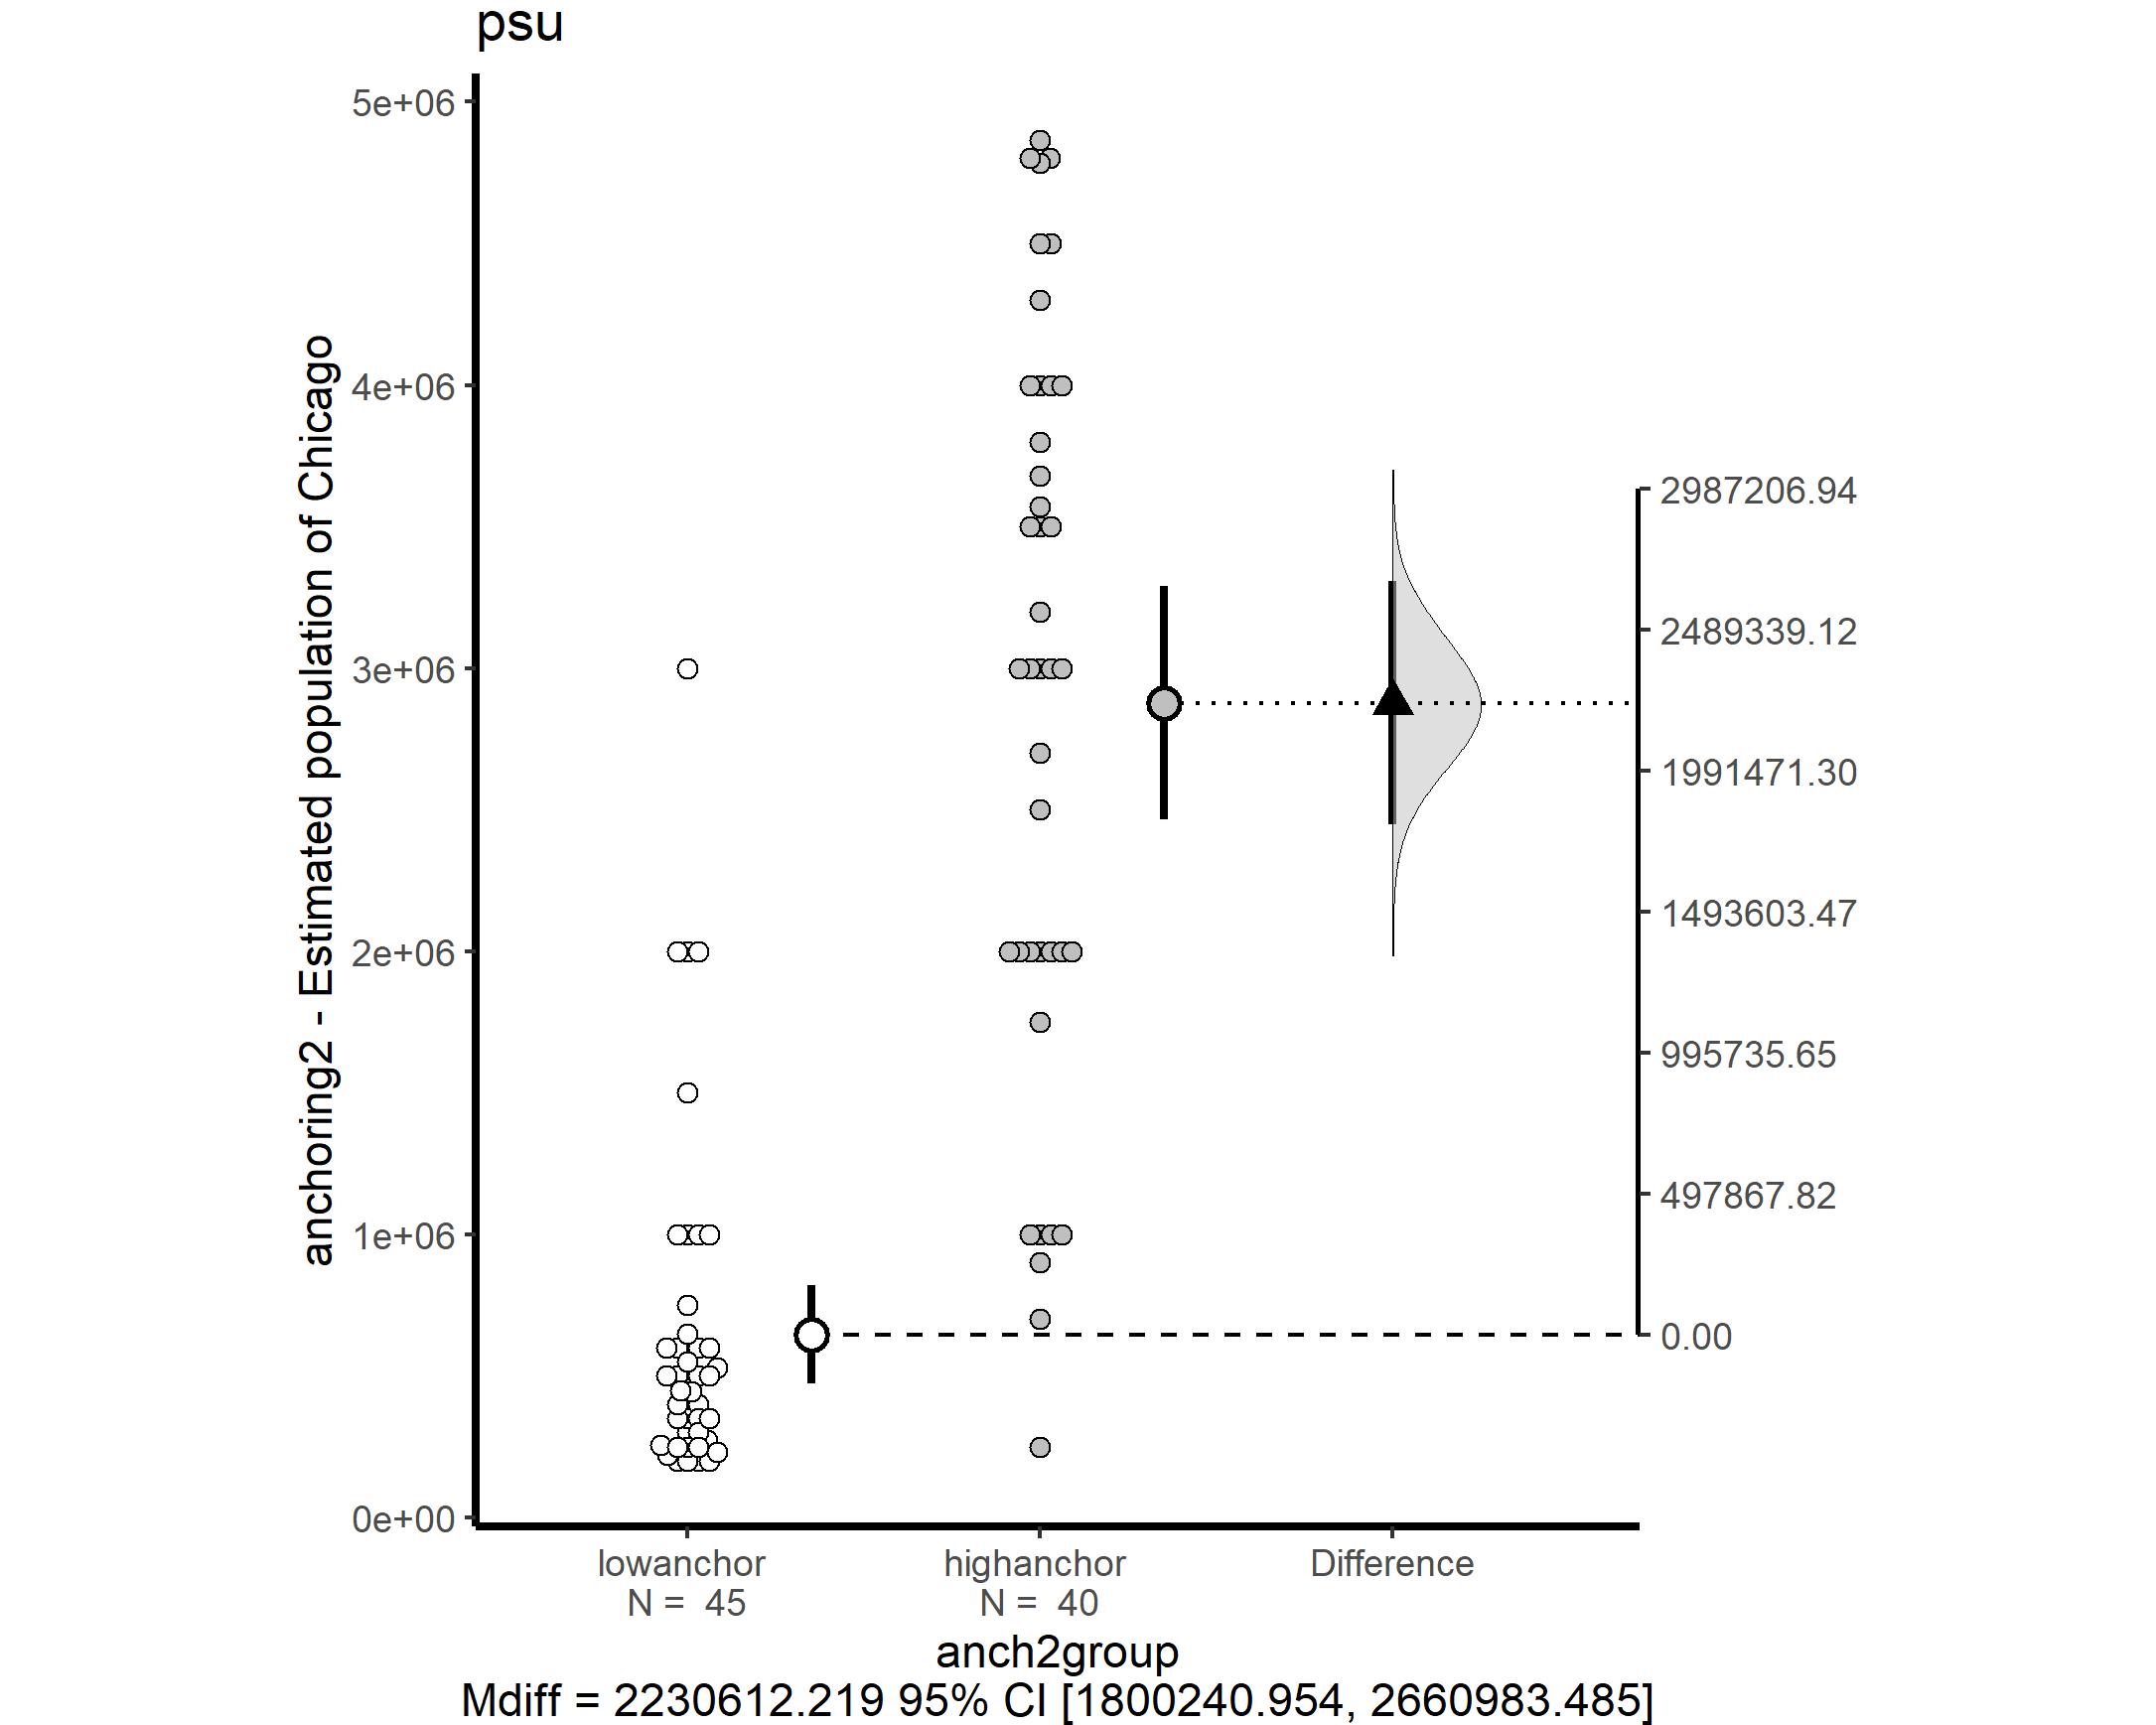 psu
5e+06
4e+06
3e+06
2e+06
1e+06
0e+00
anchoring2 - Estimated population of Chicago
2987206.94
2489339.12
1991471.30
1493603.47
995735.65
497867.82
0.00
lowanchor
N =  45
highanchor
N =  40
Difference
anch2group
Mdiff = 2230612.219 95% CI [1800240.954, 2660983.485]